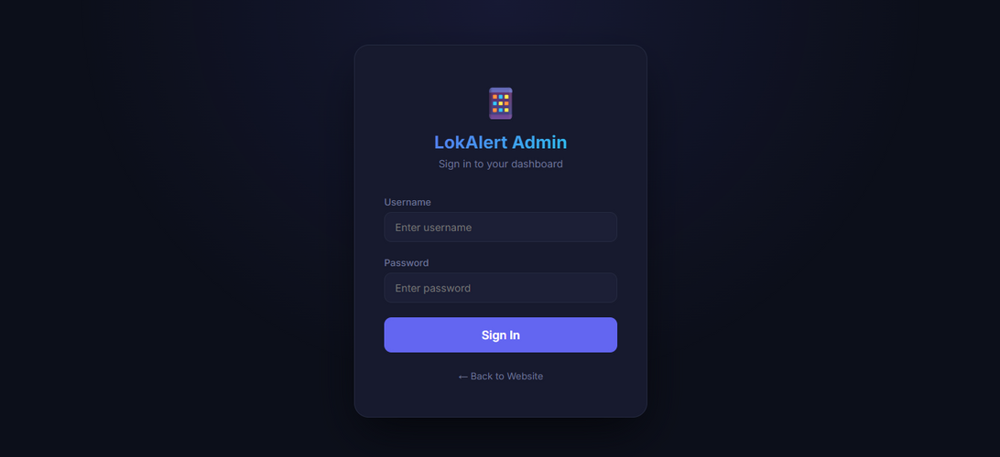 LokAlert Admin
Sign in to your dashboard
Username
Enter username
Password
Enter password
Sign In
← Back to Website